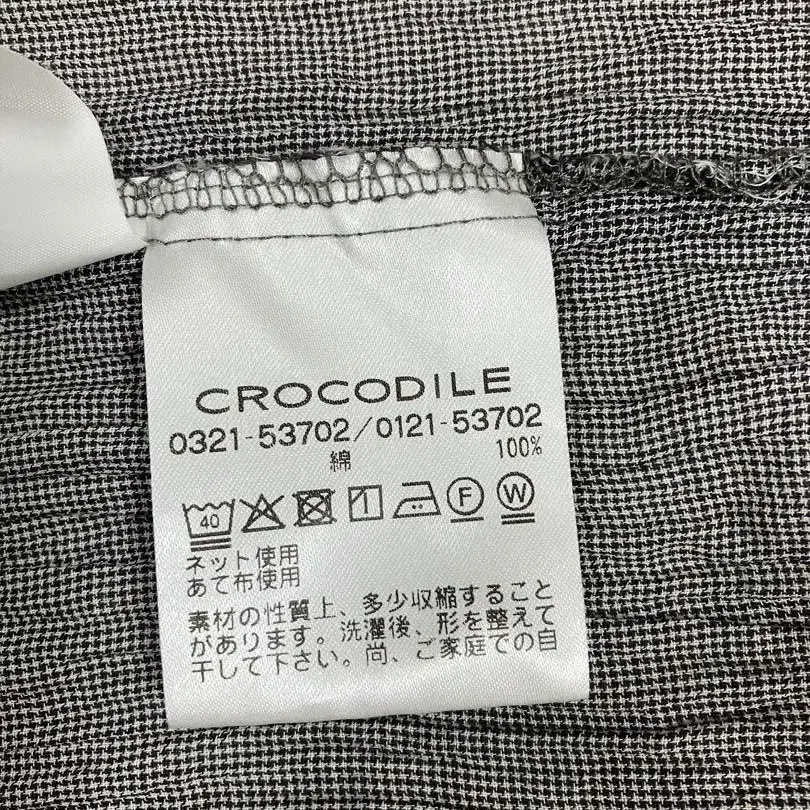 CROCODILE
0321-53702/0121-53702
綿 100%
40 F W
ネット使用
あて布使用
素材の性質上、多少収縮すること
があります。洗濯後、形を整えて
干して下さい。尚、ご家庭での自